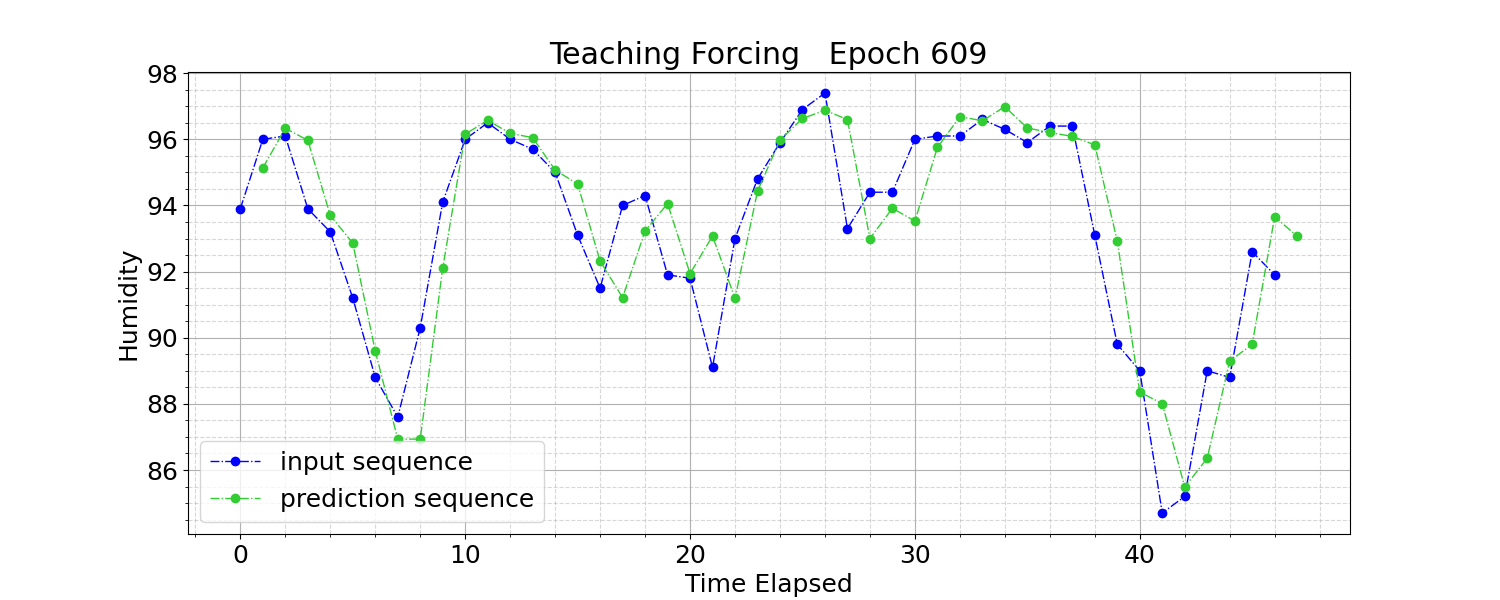 Teaching Forcing   Epoch 609
98
96
94
92
90
88
86
Humidity
input sequence
prediction sequence
0 10 20 30 40
Time Elapsed